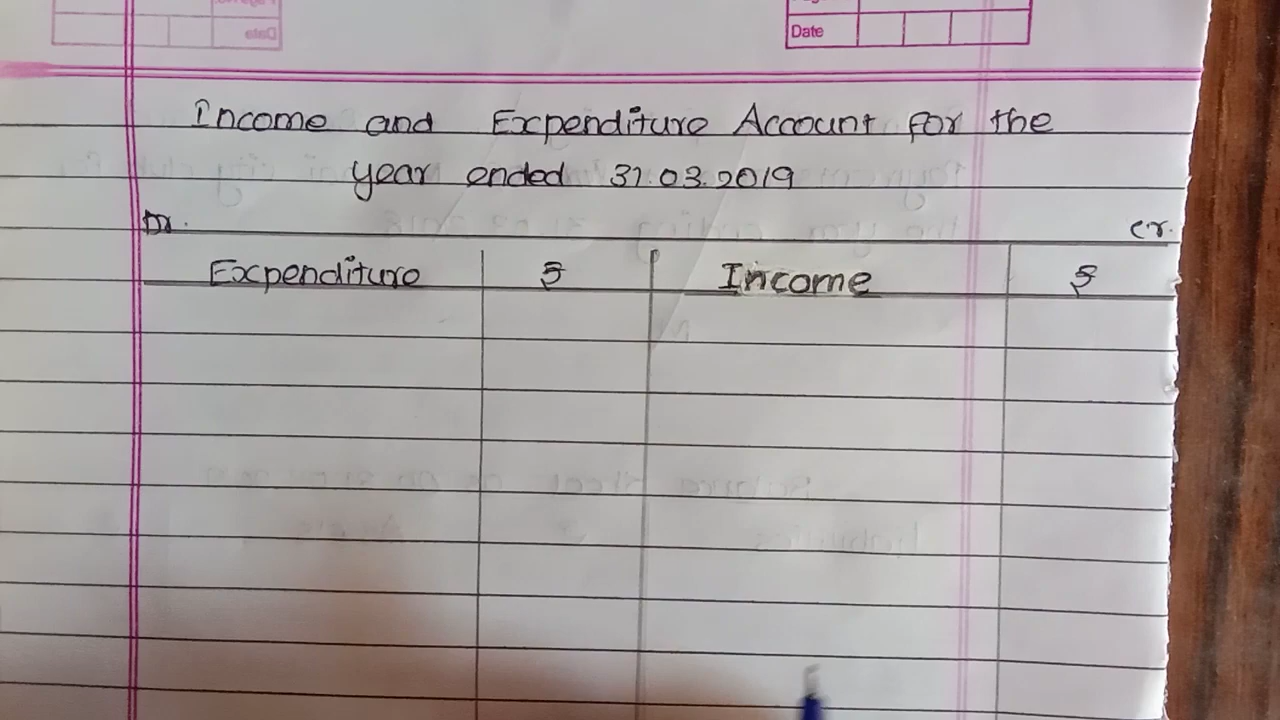 Date
Income and Expenditure Account for the
year ended 31.03.2019
Dr. Cr.
Expenditure ₹ Income ₹